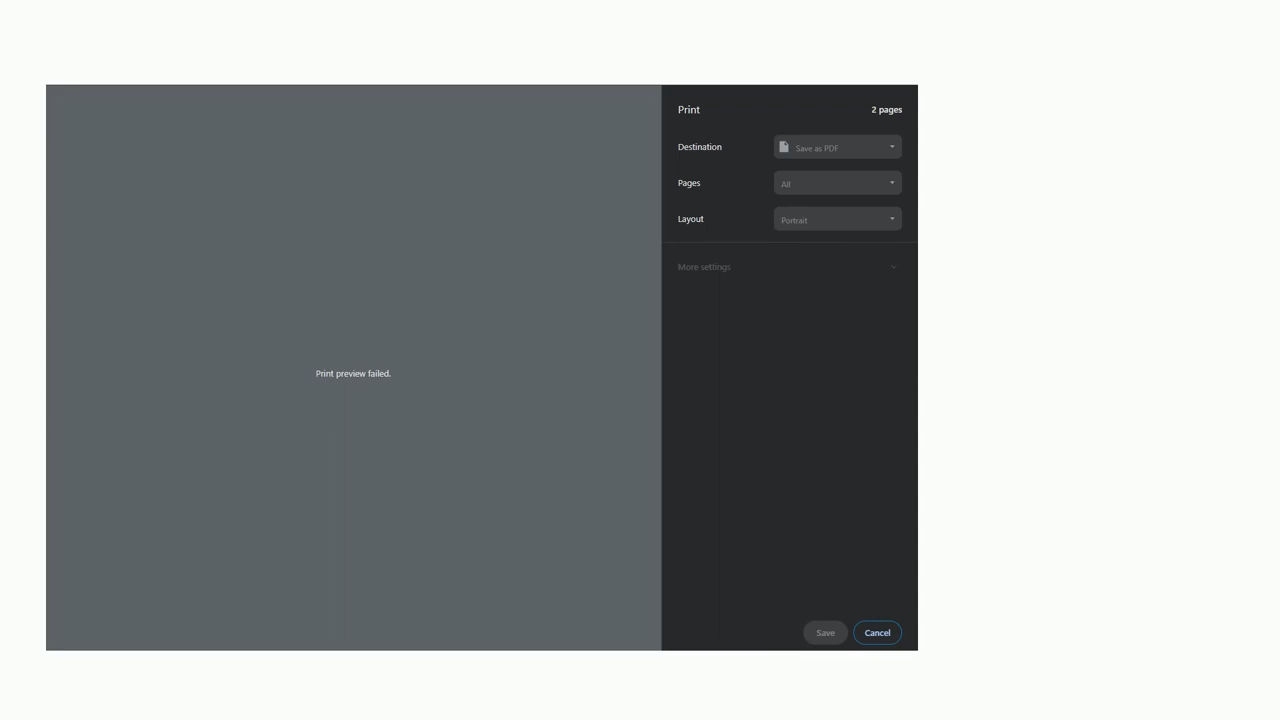 Print 2 pages
Destination Save as PDF
Pages All
Layout Portrait
More settings
Print preview failed.
Save Cancel